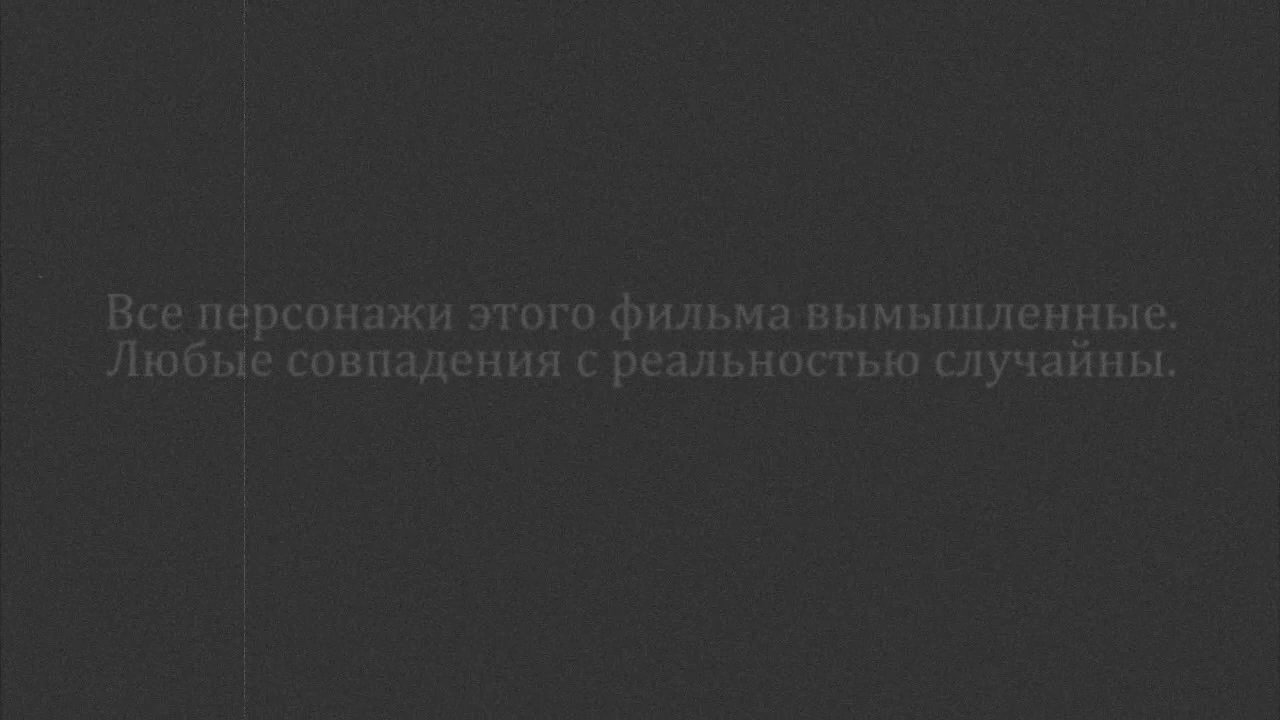 Все персонажи этого фильма вымышленные.
Любые совпадения с реальностью случайны.